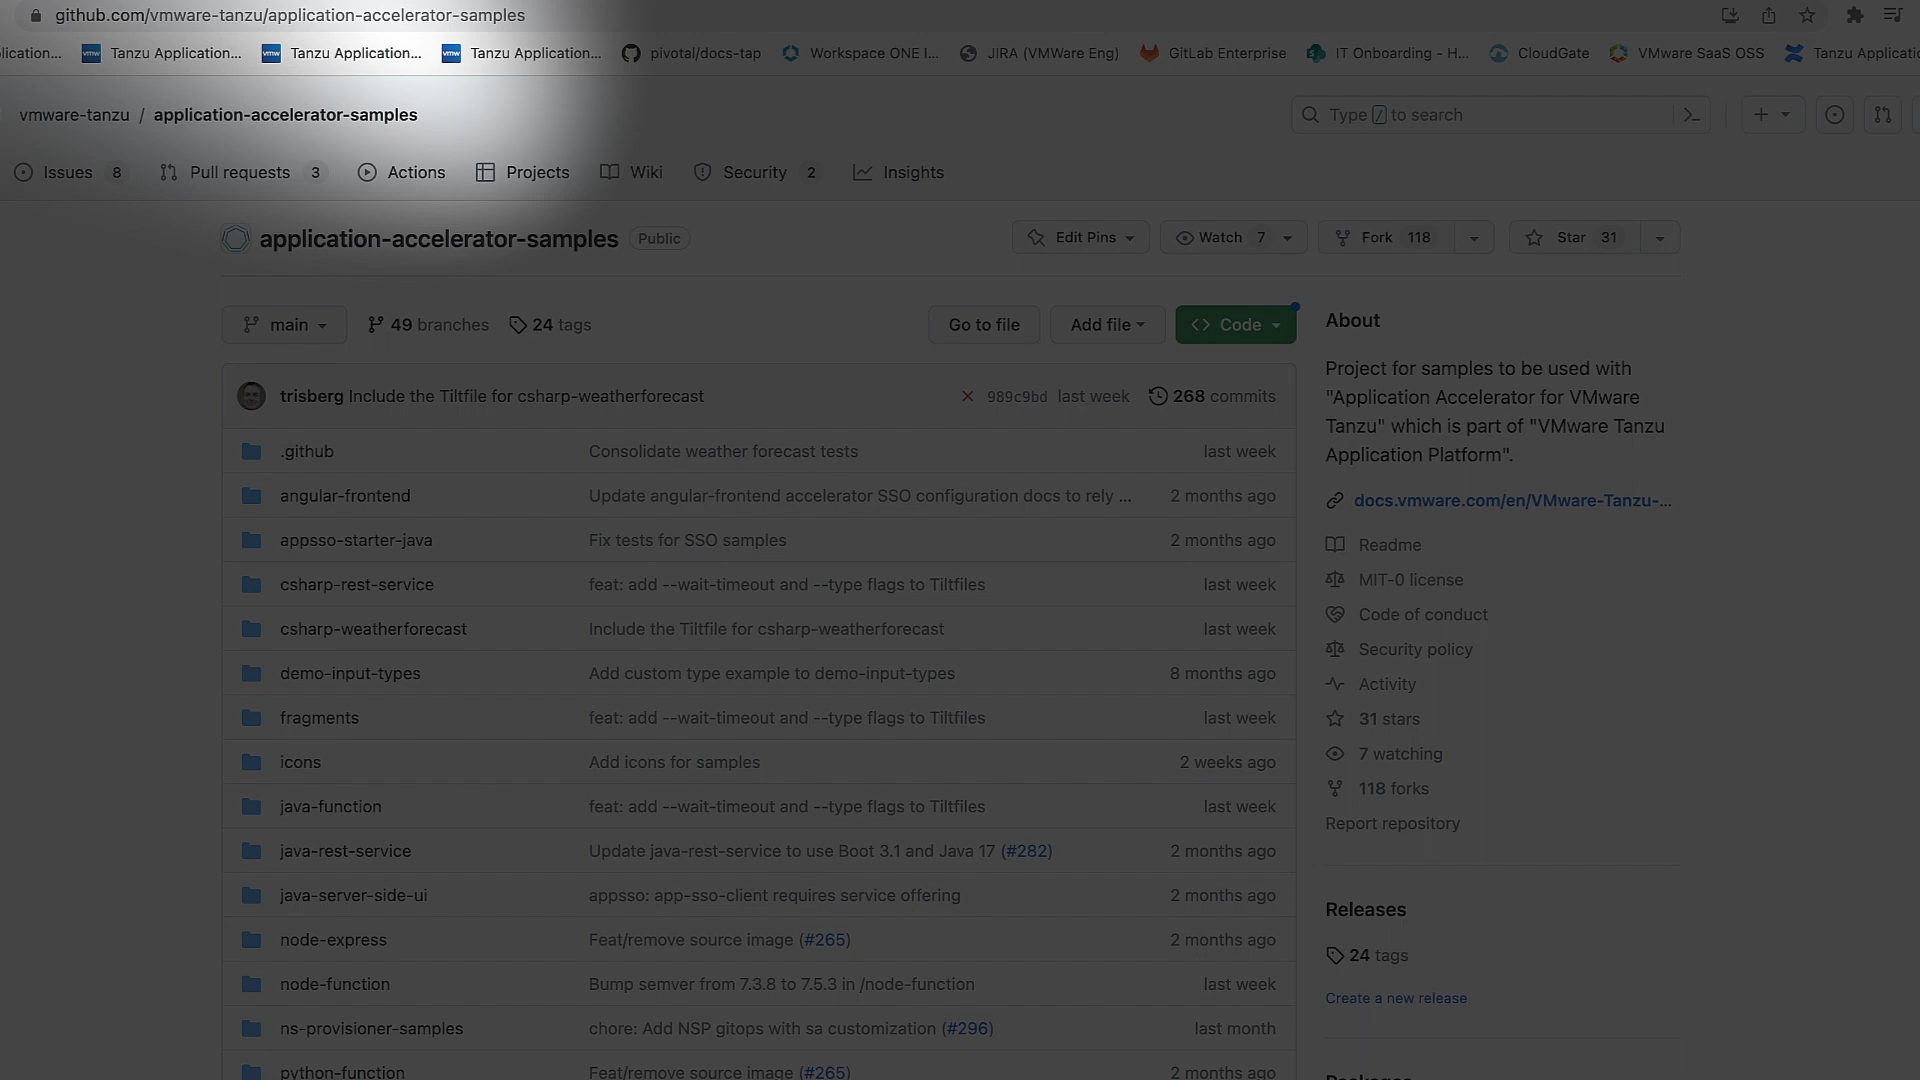 github.com/vmware-tanzu/application-accelerator-samples
lication... vmw Tanzu Application... vmw Tanzu Application... vmw Tanzu Application... pivotal/docs-tap Workspace ONE I... JIRA (VMWare Eng) GitLab Enterprise IT Onboarding - H... CloudGate VMware SaaS OSS Tanzu Applicatio
vmware-tanzu / application-accelerator-samples Type / to search
Issues 8 Pull requests 3 Actions Projects Wiki Security 2 Insights
application-accelerator-samples Public Edit Pins Watch 7 Fork 118 Star 31
main 49 branches 24 tags Go to file Add file <> Code
trisberg Include the Tiltfile for csharp-weatherforecast 989c9bd last week 268 commits
.github Consolidate weather forecast tests last week
angular-frontend Update angular-frontend accelerator SSO configuration docs to rely ... 2 months ago
appsso-starter-java Fix tests for SSO samples 2 months ago
csharp-rest-service feat: add --wait-timeout and --type flags to Tiltfiles last week
csharp-weatherforecast Include the Tiltfile for csharp-weatherforecast last week
demo-input-types Add custom type example to demo-input-types 8 months ago
fragments feat: add --wait-timeout and --type flags to Tiltfiles last week
icons Add icons for samples 2 weeks ago
java-function feat: add --wait-timeout and --type flags to Tiltfiles last week
java-rest-service Update java-rest-service to use Boot 3.1 and Java 17 (#282) 2 months ago
java-server-side-ui appsso: app-sso-client requires service offering 2 months ago
node-express Feat/remove source image (#265) 2 months ago
node-function Bump semver from 7.3.8 to 7.5.3 in /node-function last week
ns-provisioner-samples chore: Add NSP gitops with sa customization (#296) last month
python-function Feat/remove source image (#265) 2 months ago
About
Project for samples to be used with
"Application Accelerator for VMware
Tanzu" which is part of "VMware Tanzu
Application Platform".
docs.vmware.com/en/VMware-Tanzu-...
Readme
MIT-0 license
Code of conduct
Security policy
Activity
31 stars
7 watching
118 forks
Report repository
Releases
24 tags
Create a new release
Packages